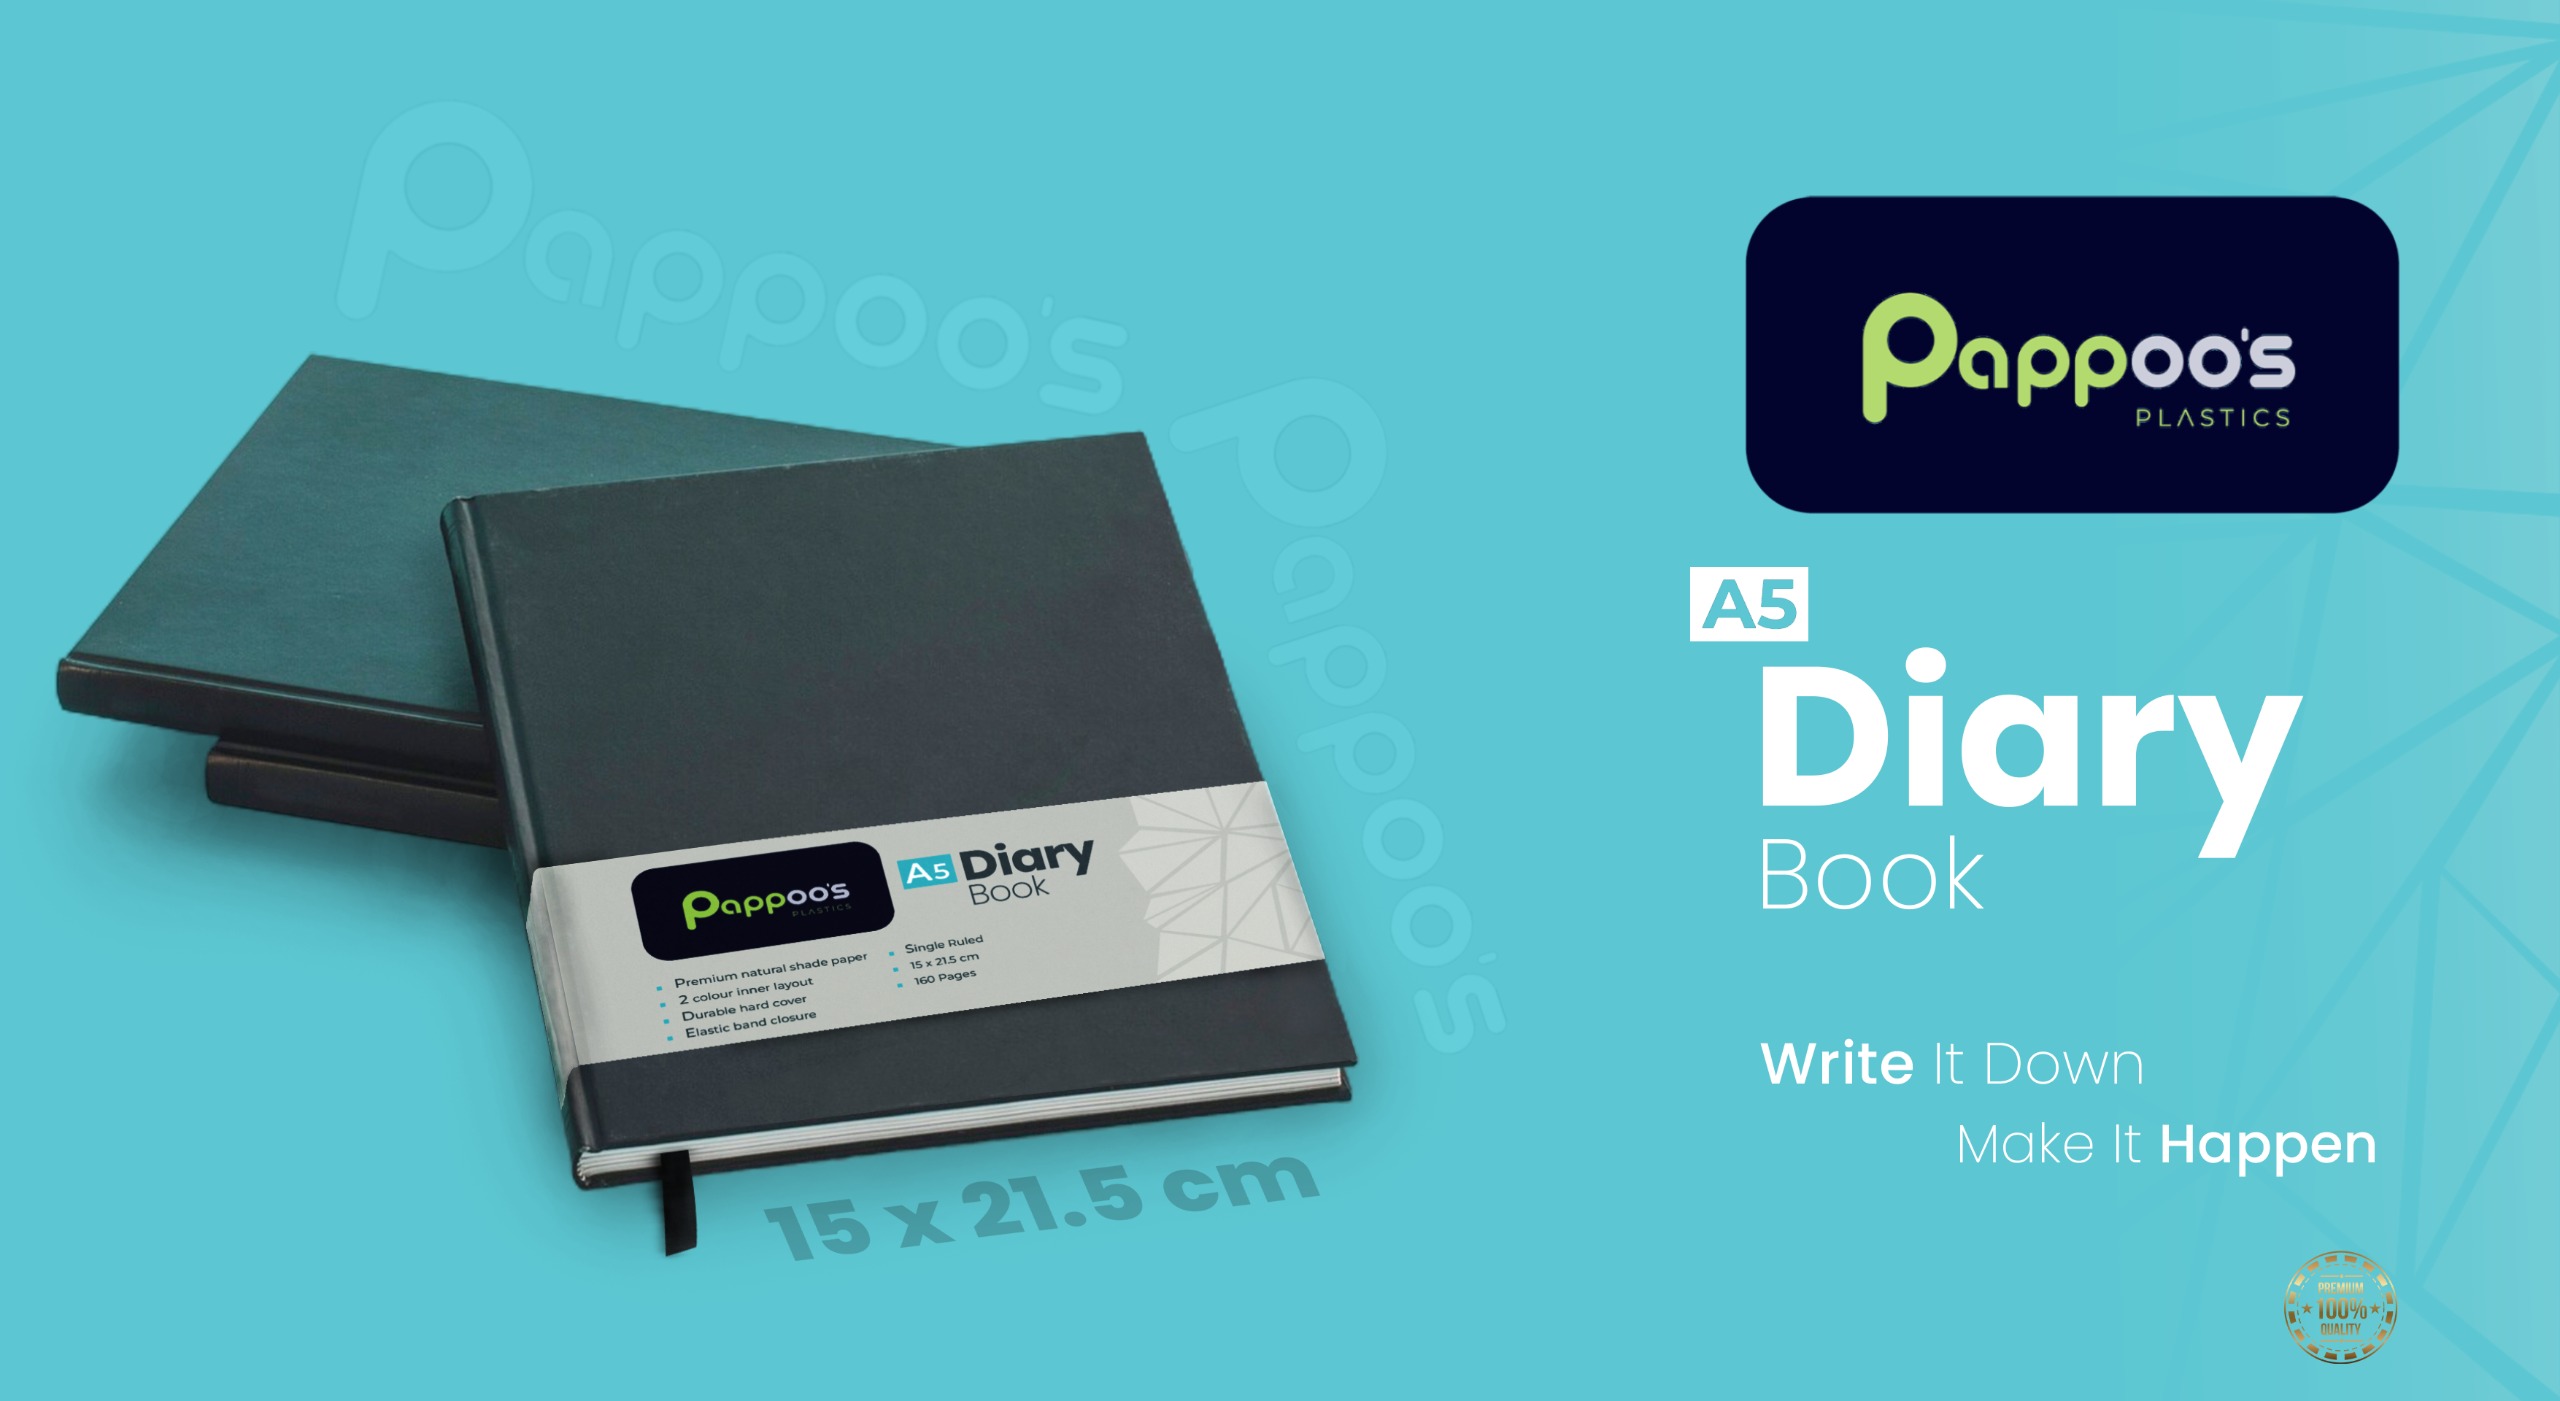 Pappoo's
Pappoo's
Pappoo's
PLASTICS
A5
Diary
Book
Write It Down
Make It Happen
Pappoo's
PLASTICS
A5 Diary
Book
Premium natural shade paper
2 colour inner layout
Durable hard cover
Elastic band closure
Single Ruled
15 x 21.5 cm
160 Pages
15 x 21.5 cm
PREMIUM
100%
QUALITY